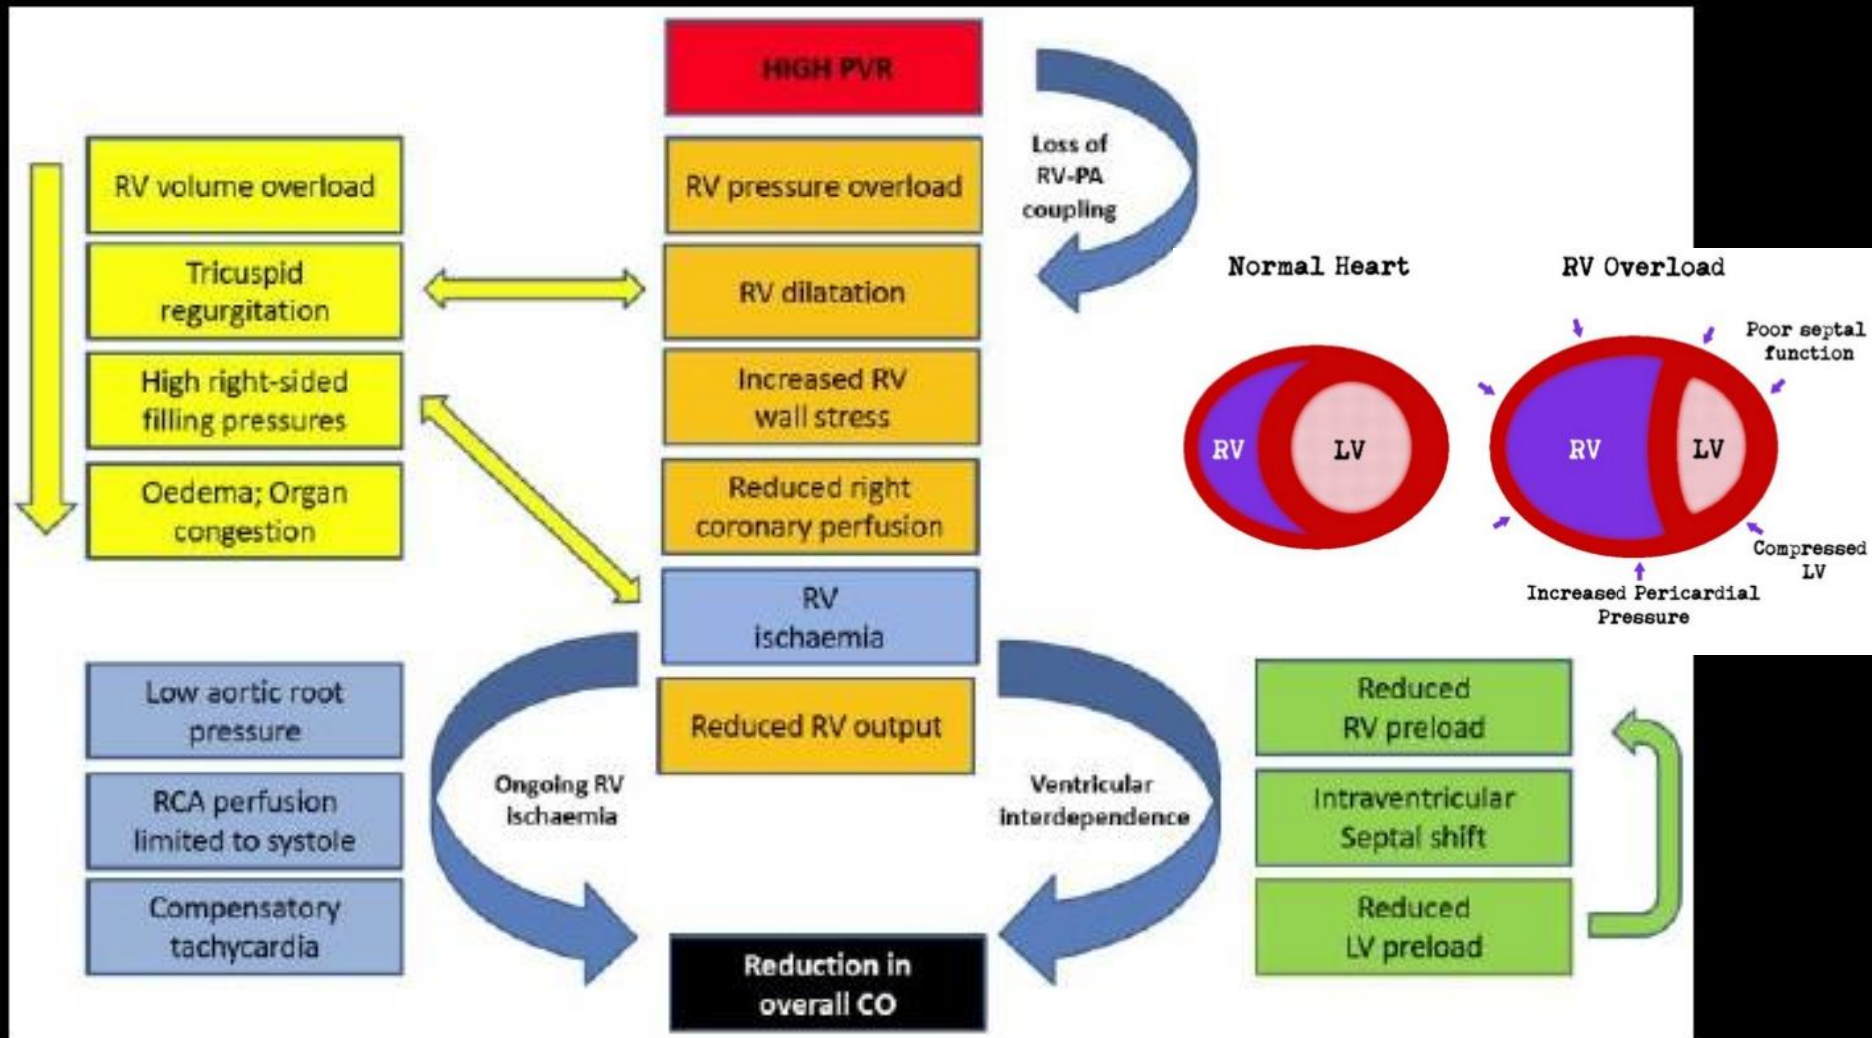 HIGH PVR
RV volume overload
Tricuspid
regurgitation
High right-sided
filling pressures
Oedema; Organ
congestion
RV pressure overload
RV dilatation
Increased RV
wall stress
Reduced right
coronary perfusion
RV
ischaemia
Reduced RV output
Loss of
RV-PA
coupling
Normal Heart
RV
LV
RV Overload
Poor septal
function
RV
LV
Compressed
LV
Increased Pericardial
Pressure
Low aortic root
pressure
RCA perfusion
limited to systole
Compensatory
tachycardia
Ongoing RV
ischaemia
Ventricular
interdependence
Reduced
RV preload
Intraventricular
Septal shift
Reduced
LV preload
Reduction in
overall CO